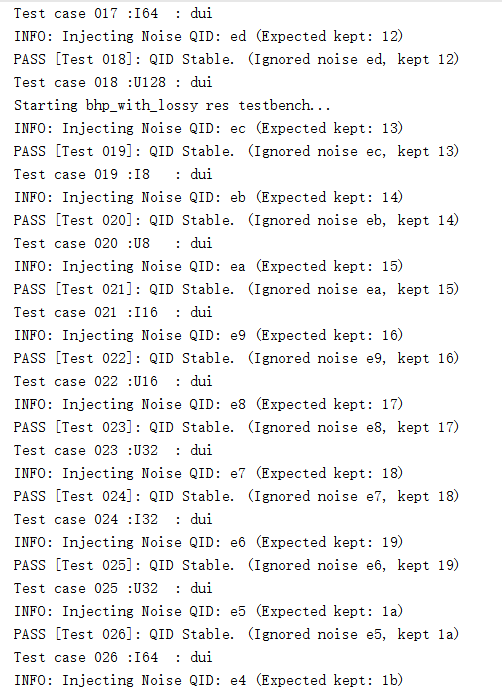 Test case 017 :I64  : dui
INFO: Injecting Noise QID: ed (Expected kept: 12)
PASS [Test 018]: QID Stable. (Ignored noise ed, kept 12)
Test case 018 :U128 : dui
Starting bhp_with_lossy res testbench...
INFO: Injecting Noise QID: ec (Expected kept: 13)
PASS [Test 019]: QID Stable. (Ignored noise ec, kept 13)
Test case 019 :I8   : dui
INFO: Injecting Noise QID: eb (Expected kept: 14)
PASS [Test 020]: QID Stable. (Ignored noise eb, kept 14)
Test case 020 :U8   : dui
INFO: Injecting Noise QID: ea (Expected kept: 15)
PASS [Test 021]: QID Stable. (Ignored noise ea, kept 15)
Test case 021 :I16  : dui
INFO: Injecting Noise QID: e9 (Expected kept: 16)
PASS [Test 022]: QID Stable. (Ignored noise e9, kept 16)
Test case 022 :U16  : dui
INFO: Injecting Noise QID: e8 (Expected kept: 17)
PASS [Test 023]: QID Stable. (Ignored noise e8, kept 17)
Test case 023 :U32  : dui
INFO: Injecting Noise QID: e7 (Expected kept: 18)
PASS [Test 024]: QID Stable. (Ignored noise e7, kept 18)
Test case 024 :I32  : dui
INFO: Injecting Noise QID: e6 (Expected kept: 19)
PASS [Test 025]: QID Stable. (Ignored noise e6, kept 19)
Test case 025 :U32  : dui
INFO: Injecting Noise QID: e5 (Expected kept: 1a)
PASS [Test 026]: QID Stable. (Ignored noise e5, kept 1a)
Test case 026 :I64  : dui
INFO: Injecting Noise QID: e4 (Expected kept: 1b)